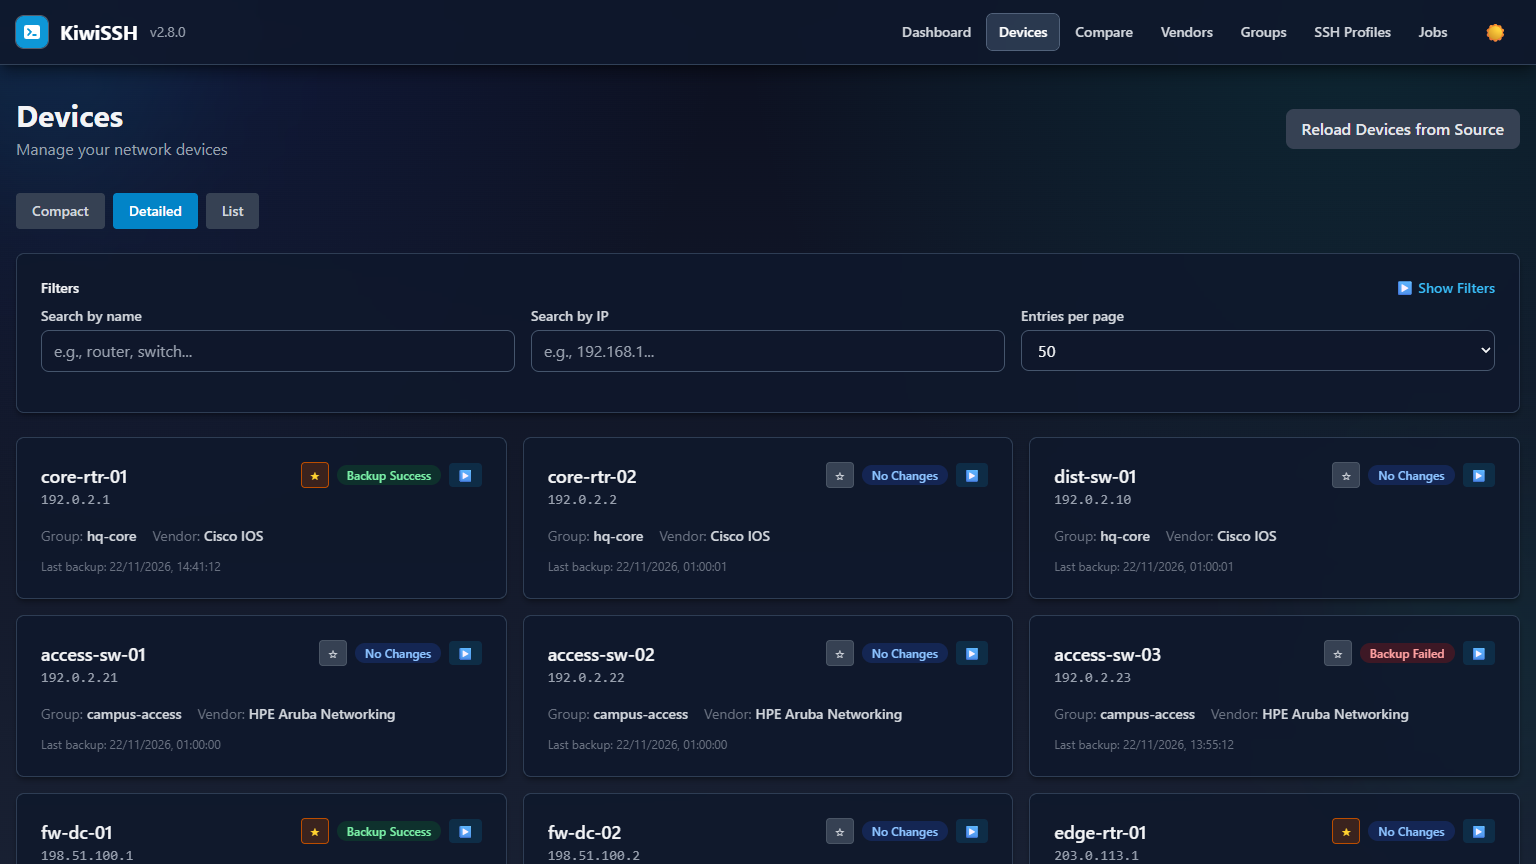 KiwiSSH v2.8.0
Dashboard Devices Compare Vendors Groups SSH Profiles Jobs
Devices
Manage your network devices
Reload Devices from Source
Compact Detailed List
Filters
Show Filters
Search by name
e.g., router, switch...
Search by IP
e.g., 192.168.1...
Entries per page
50
core-rtr-01
Backup Success
192.0.2.1
Group: hq-core Vendor: Cisco IOS
Last backup: 22/11/2026, 14:41:12
core-rtr-02
No Changes
192.0.2.2
Group: hq-core Vendor: Cisco IOS
Last backup: 22/11/2026, 01:00:01
dist-sw-01
No Changes
192.0.2.10
Group: hq-core Vendor: Cisco IOS
Last backup: 22/11/2026, 01:00:01
access-sw-01
No Changes
192.0.2.21
Group: campus-access Vendor: HPE Aruba Networking
Last backup: 22/11/2026, 01:00:00
access-sw-02
No Changes
192.0.2.22
Group: campus-access Vendor: HPE Aruba Networking
Last backup: 22/11/2026, 01:00:00
access-sw-03
Backup Failed
192.0.2.23
Group: campus-access Vendor: HPE Aruba Networking
Last backup: 22/11/2026, 13:55:12
fw-dc-01
Backup Success
198.51.100.1
fw-dc-02
No Changes
198.51.100.2
edge-rtr-01
No Changes
203.0.113.1